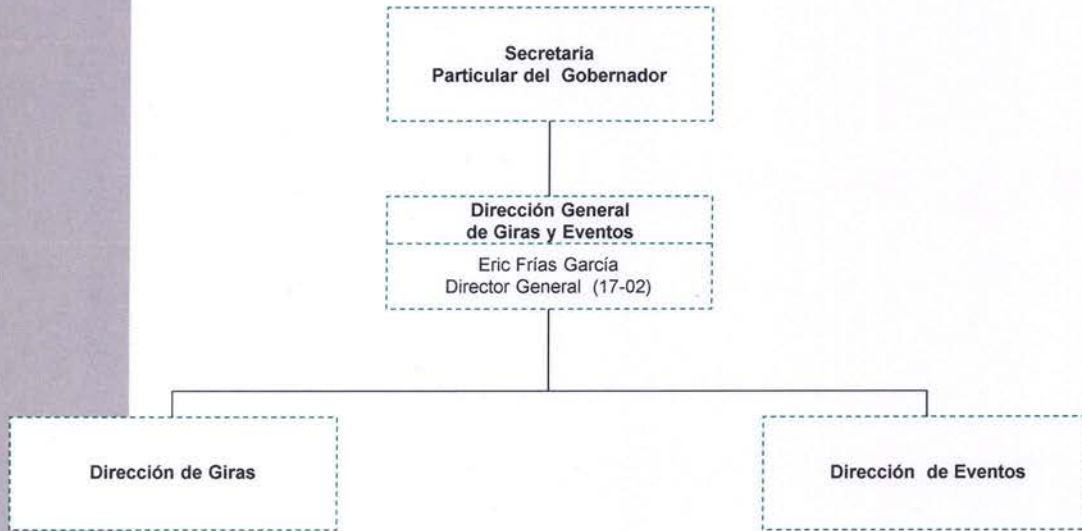 Secretaria
Particular del Gobernador
Dirección General
de Giras y Eventos
Eric Frías García
Director General (17-02)
Dirección de Giras
Dirección de Eventos